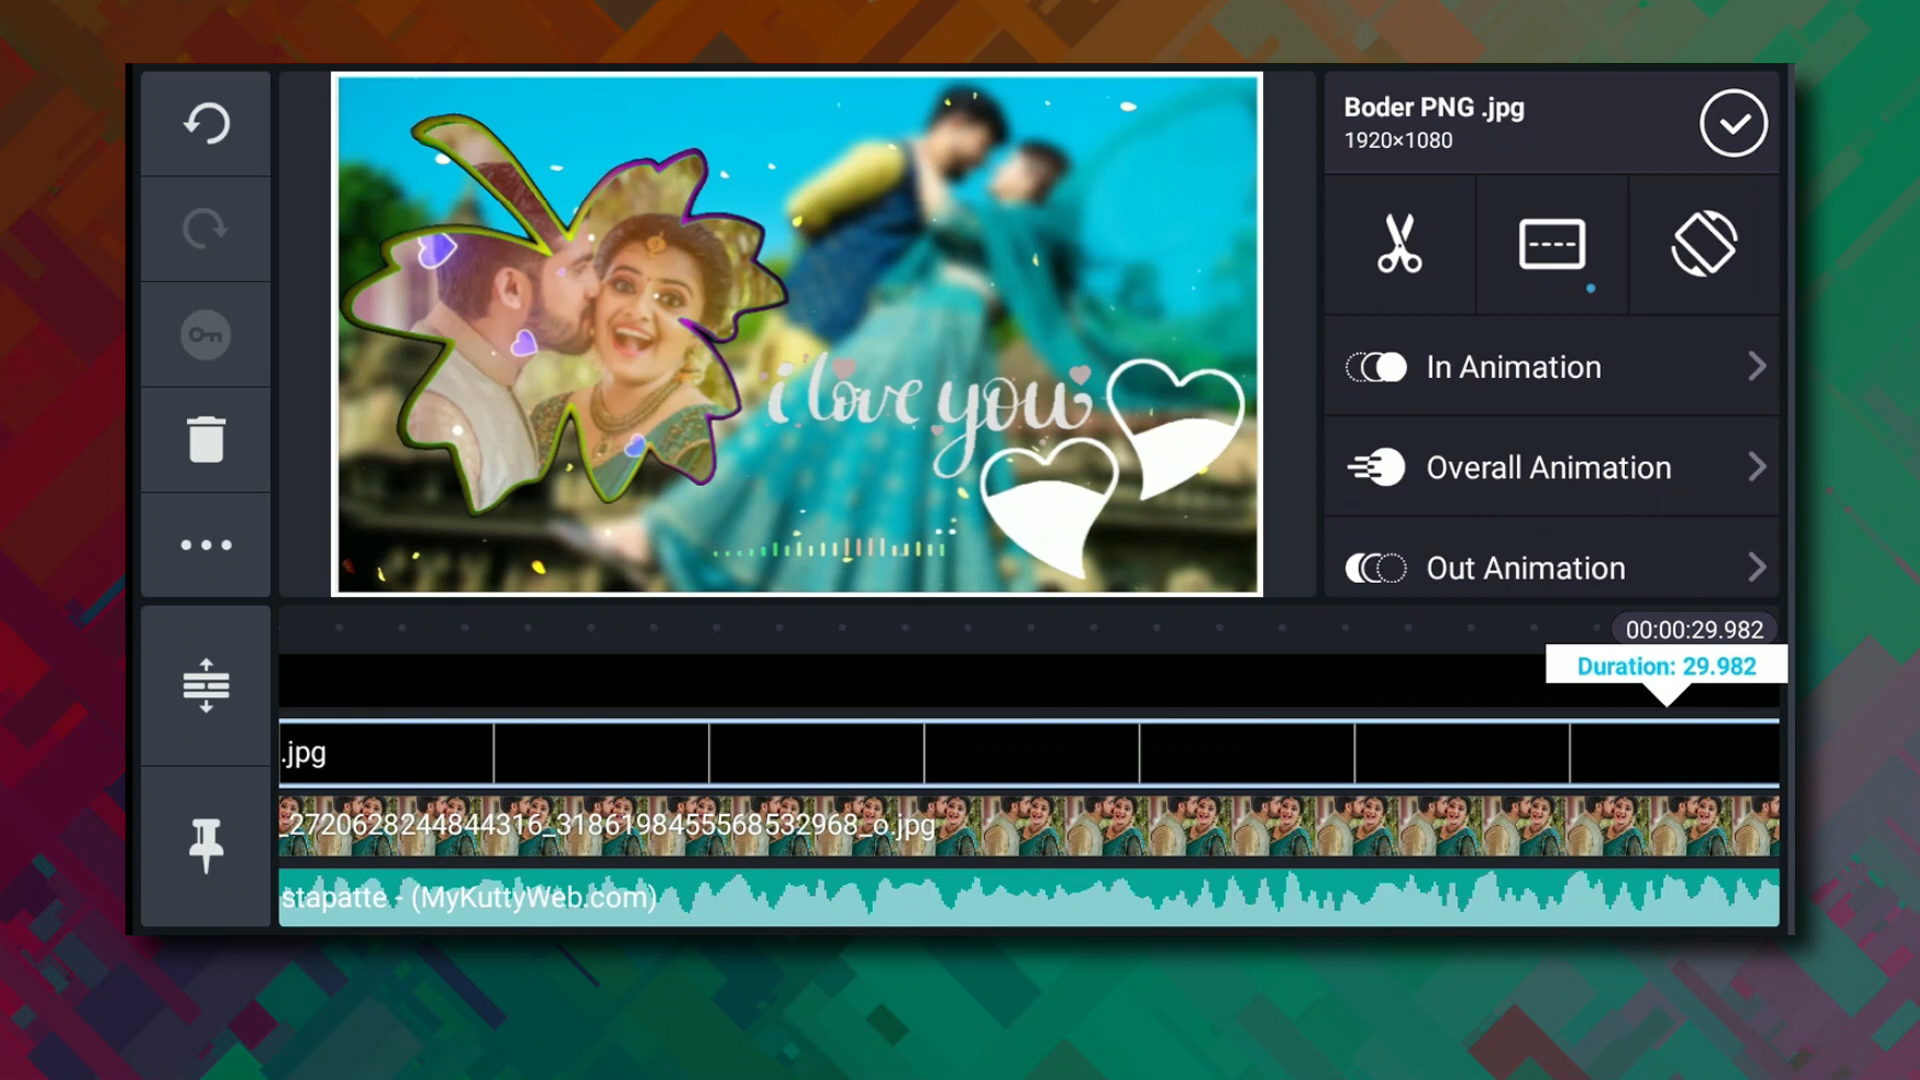 Boder PNG .jpg
1920×1080
i love you
In Animation
Overall Animation
Out Animation
00:00:29.982
Duration: 29.982
.jpg
_2720628244844316_3186198455568532968_o.jpg
stapatte - (MyKuttyWeb.com)